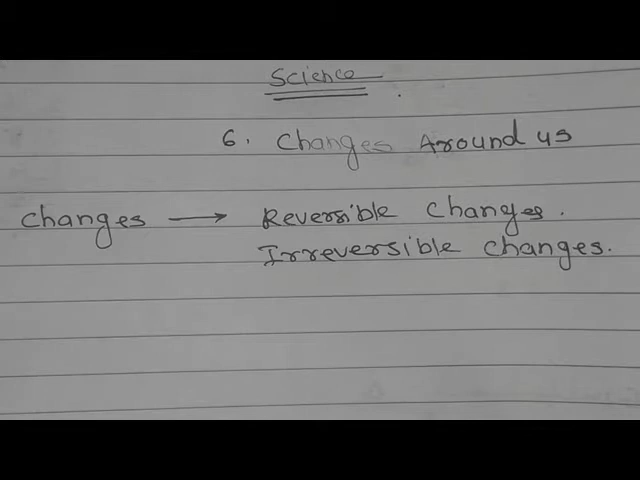 Science
6. Changes Around us
Changes → Reversible changes.
Irreversible changes.